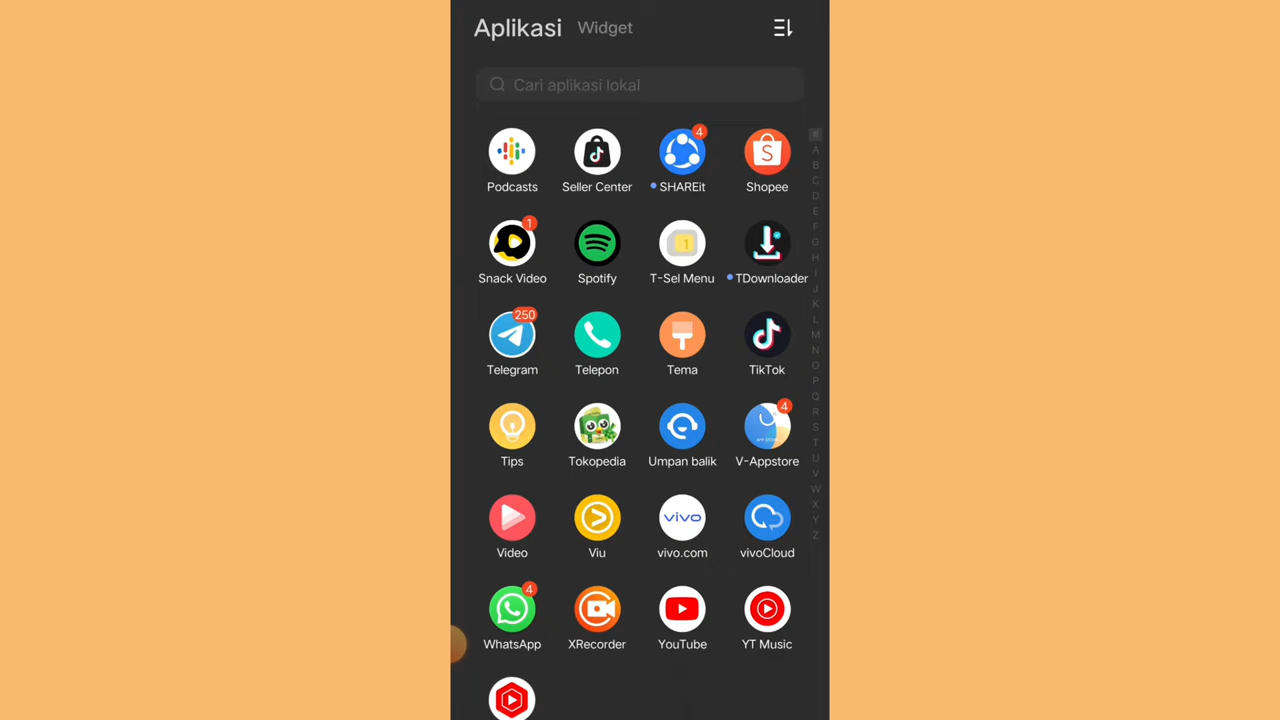 Aplikasi Widget
Cari aplikasi lokal
4
Podcasts Seller Center SHAREit Shopee
1
Snack Video Spotify T-Sel Menu TDownloader
250
Telegram Telepon Tema TikTok
4
Tips Tokopedia Umpan balik V-Appstore
vivo
Video Viu vivo.com vivoCloud
4
WhatsApp XRecorder YouTube YT Music
#
A
B
C
D
E
F
G
H
I
J
K
L
M
N
O
P
Q
R
S
T
U
V
W
X
Y
Z